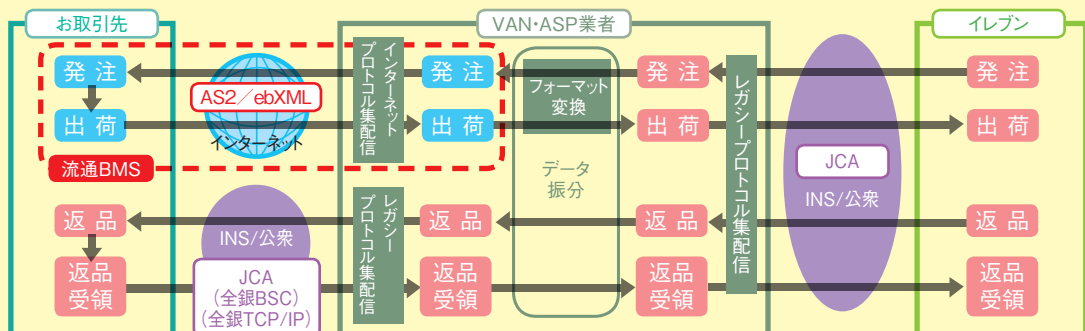 お取引先
VAN・ASP業者
イレブン
発注
AS2／ebXML
インターネット
プロトコル集配信
発注
フォーマット
変換
発注
レガシープロトコル集配信
発注
出荷
インターネット
出荷
出荷
出荷
流通BMS
データ
振分
JCA
INS/公衆
返品
INS/公衆
レガシー
プロトコル集配信
返品
返品
返品
返品
受領
JCA
（全銀BSC）
（全銀TCP/IP）
返品
受領
返品
受領
返品
受領